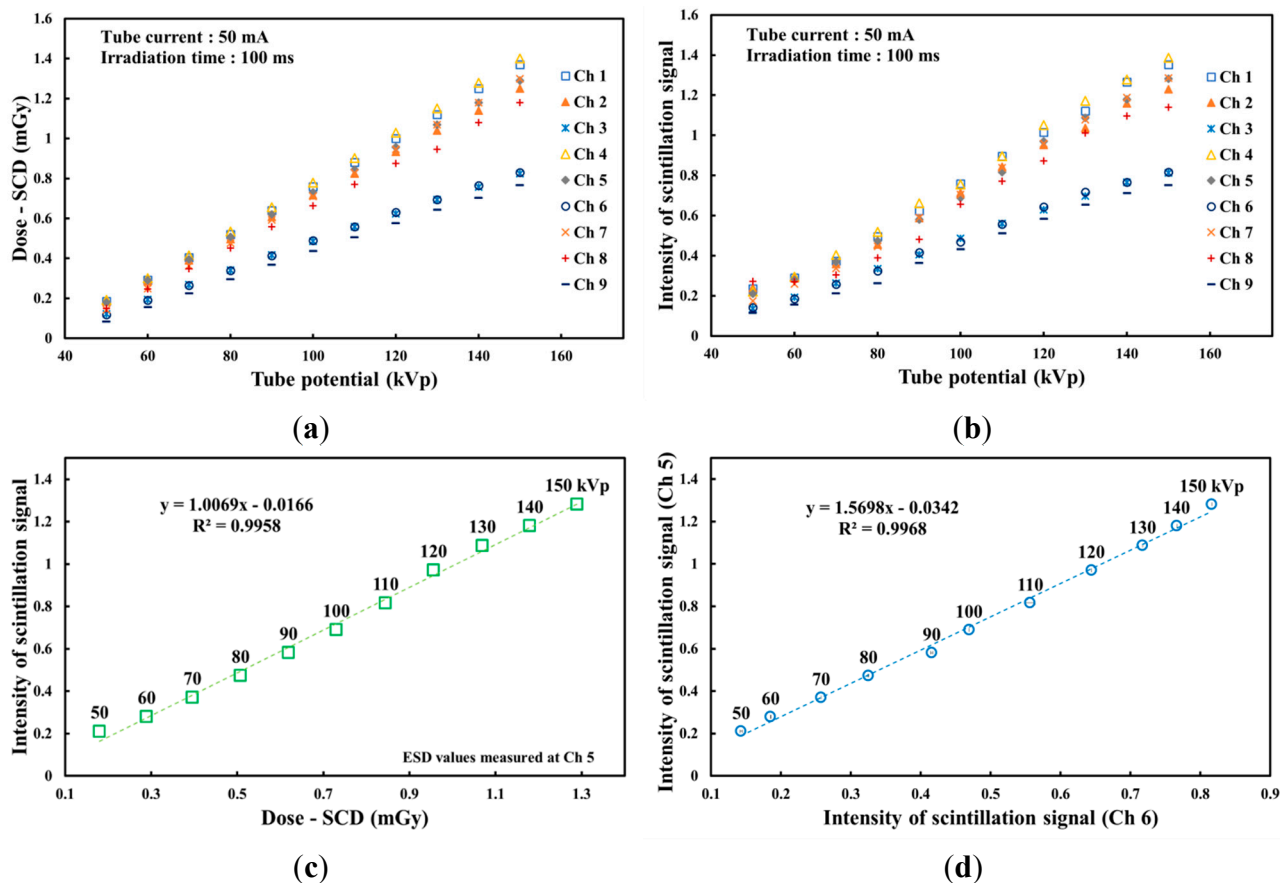 Tube current : 50 mA
Irradiation time : 100 ms
Dose - SCD (mGy)
1.6
1.4
1.2
1
0.8
0.6
0.4
0.2
0
40 60 80 100 120 140 160
Tube potential (kVp)
Ch 1
Ch 2
Ch 3
Ch 4
Ch 5
Ch 6
Ch 7
Ch 8
Ch 9
(a)
Tube current : 50 mA
Irradiation time : 100 ms
Intensity of scintillation signal
1.6
1.4
1.2
1
0.8
0.6
0.4
0.2
0
40 60 80 100 120 140 160
Tube potential (kVp)
Ch 1
Ch 2
Ch 3
Ch 4
Ch 5
Ch 6
Ch 7
Ch 8
Ch 9
(b)
Intensity of scintillation signal
1.4
1.2
1
0.8
0.6
0.4
0.2
0
y = 1.0069x - 0.0166
R² = 0.9958
50
60
70
80
90
100
110
120
130
140
150 kVp
ESD values measured at Ch 5
0.1 0.3 0.5 0.7 0.9 1.1 1.3
Dose - SCD (mGy)
(c)
Intensity of scintillation signal (Ch 5)
1.4
1.2
1
0.8
0.6
0.4
0.2
0
y = 1.5698x - 0.0342
R² = 0.9968
50
60
70
80
90
100
110
120
130
140
150 kVp
0.1 0.2 0.3 0.4 0.5 0.6 0.7 0.8 0.9
Intensity of scintillation signal (Ch 6)
(d)